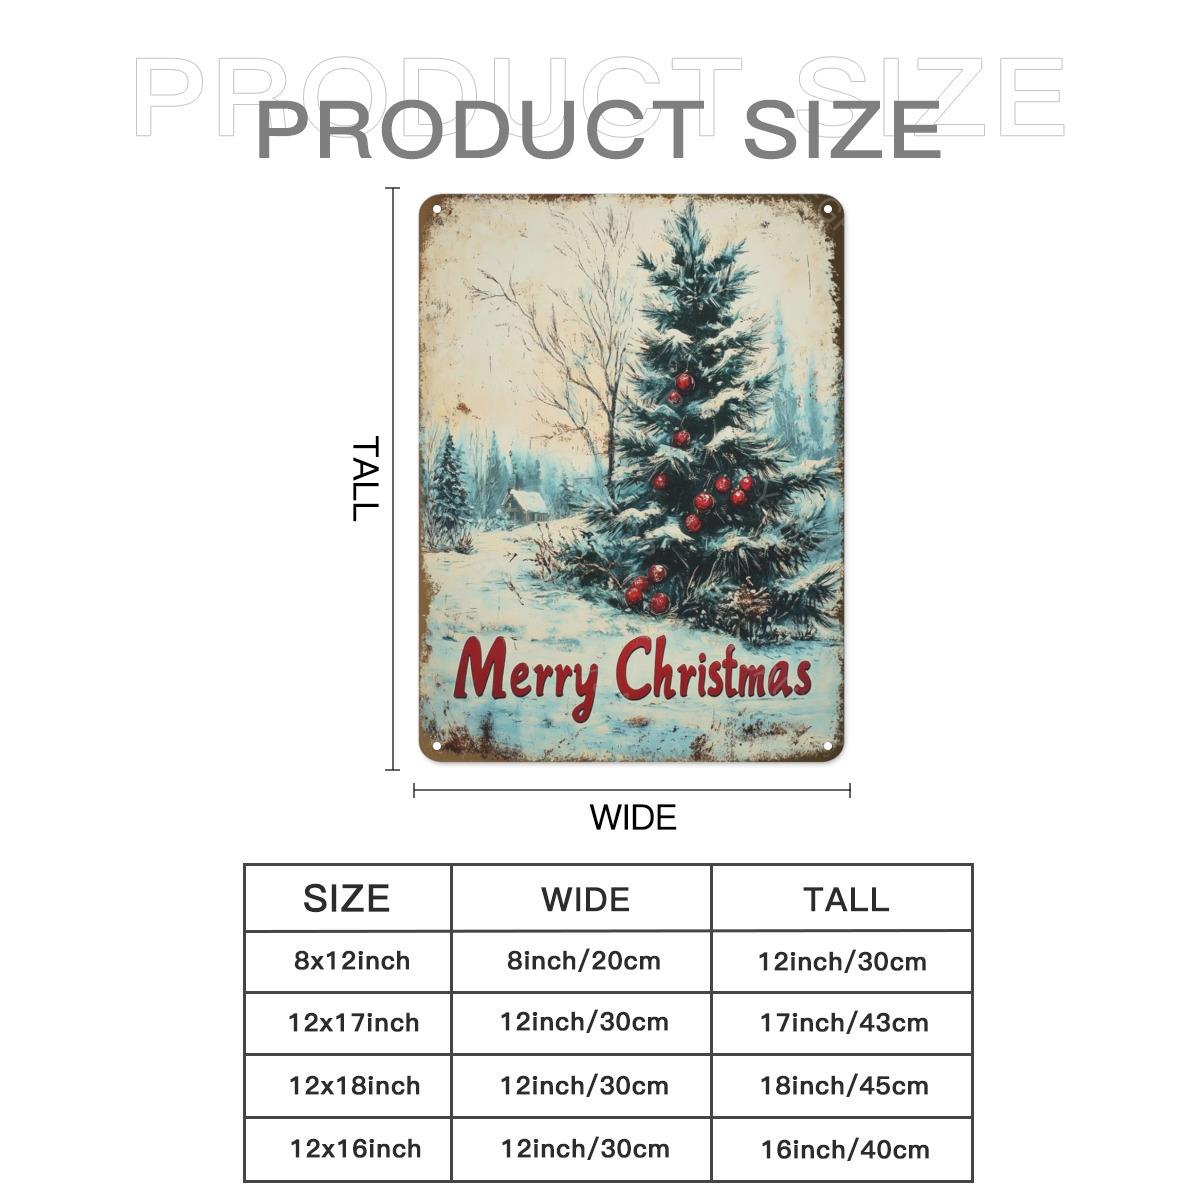 PRODUCT SIZE
PRODUCT SIZE
TALL
Merry Christmas
WIDE
SIZE WIDE TALL
8x12inch 8inch/20cm 12inch/30cm
12x17inch 12inch/30cm 17inch/43cm
12x18inch 12inch/30cm 18inch/45cm
12x16inch 12inch/30cm 16inch/40cm